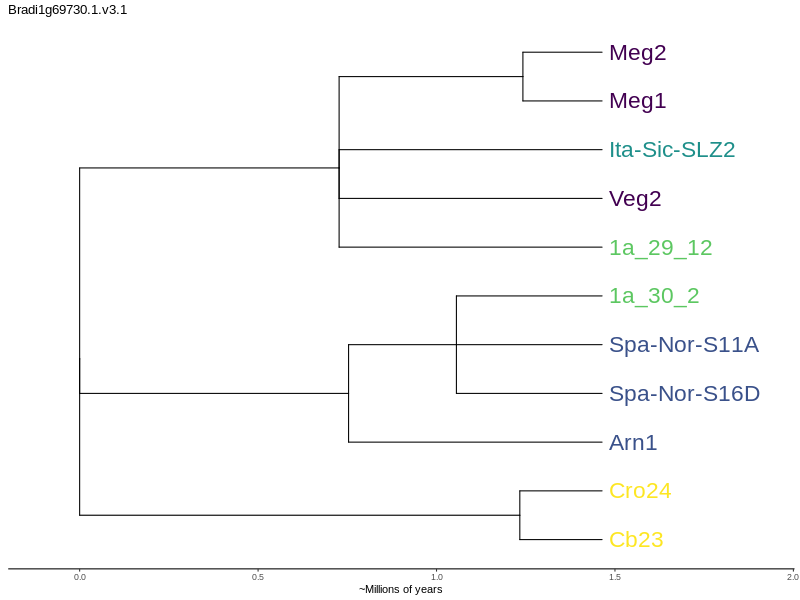 Bradi1g69730.1.v3.1
Meg2
Meg1
Ita-Sic-SLZ2
Veg2
1a_29_12
1a_30_2
Spa-Nor-S11A
Spa-Nor-S16D
Arn1
Cro24
Cb23
0.0 0.5 1.0 1.5 2.0
~Millions of years